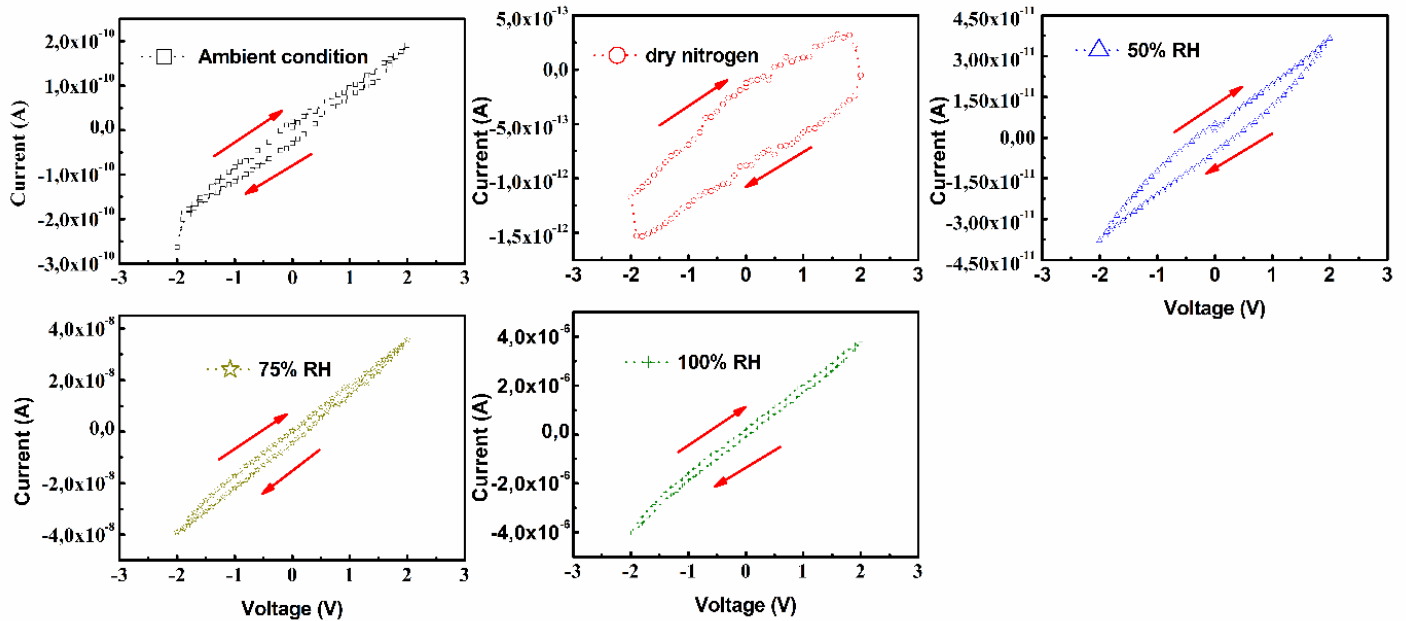 Ambient condition
Current (A)
2,0x10-10
1,0x10-10
0,0
-1,0x10-10
-2,0x10-10
-3,0x10-10
-3 -2 -1 0 1 2 3
dry nitrogen
Current (A)
5,0x10-13
0,0
-5,0x10-13
-1,0x10-12
-1,5x10-12
-3 -2 -1 0 1 2 3
50% RH
Current (A)
4,50x10-11
3,00x10-11
1,50x10-11
0,00
-1,50x10-11
-3,00x10-11
-4,50x10-11
-3 -2 -1 0 1 2 3
Voltage (V)
75% RH
Current (A)
4,0x10-8
2,0x10-8
0,0
-2,0x10-8
-4,0x10-8
-3 -2 -1 0 1 2 3
Voltage (V)
100% RH
Current (A)
4,0x10-6
2,0x10-6
0,0
-2,0x10-6
-4,0x10-6
-3 -2 -1 0 1 2 3
Voltage (V)